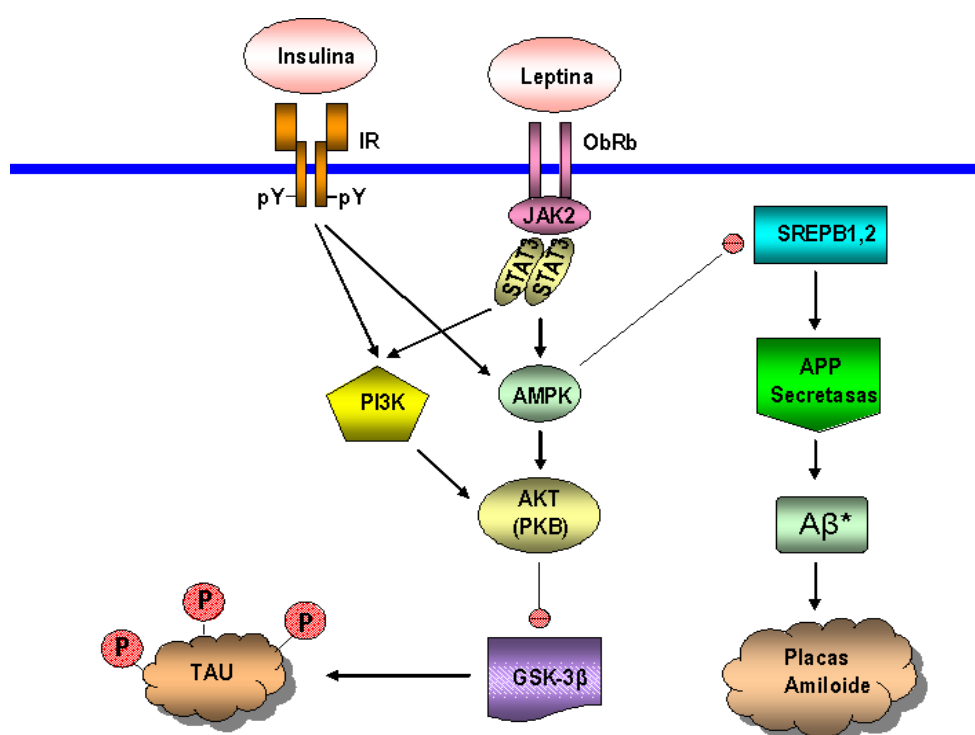 Insulina
Leptina
IR
ObRb
pY
pY
JAK2
STAT3
STAT3
SREPB1,2
APP
Secretasas
PI3K
AMPK
AKT
(PKB)
Aβ*
P
P
P
TAU
GSK-3β
Placas
Amiloide